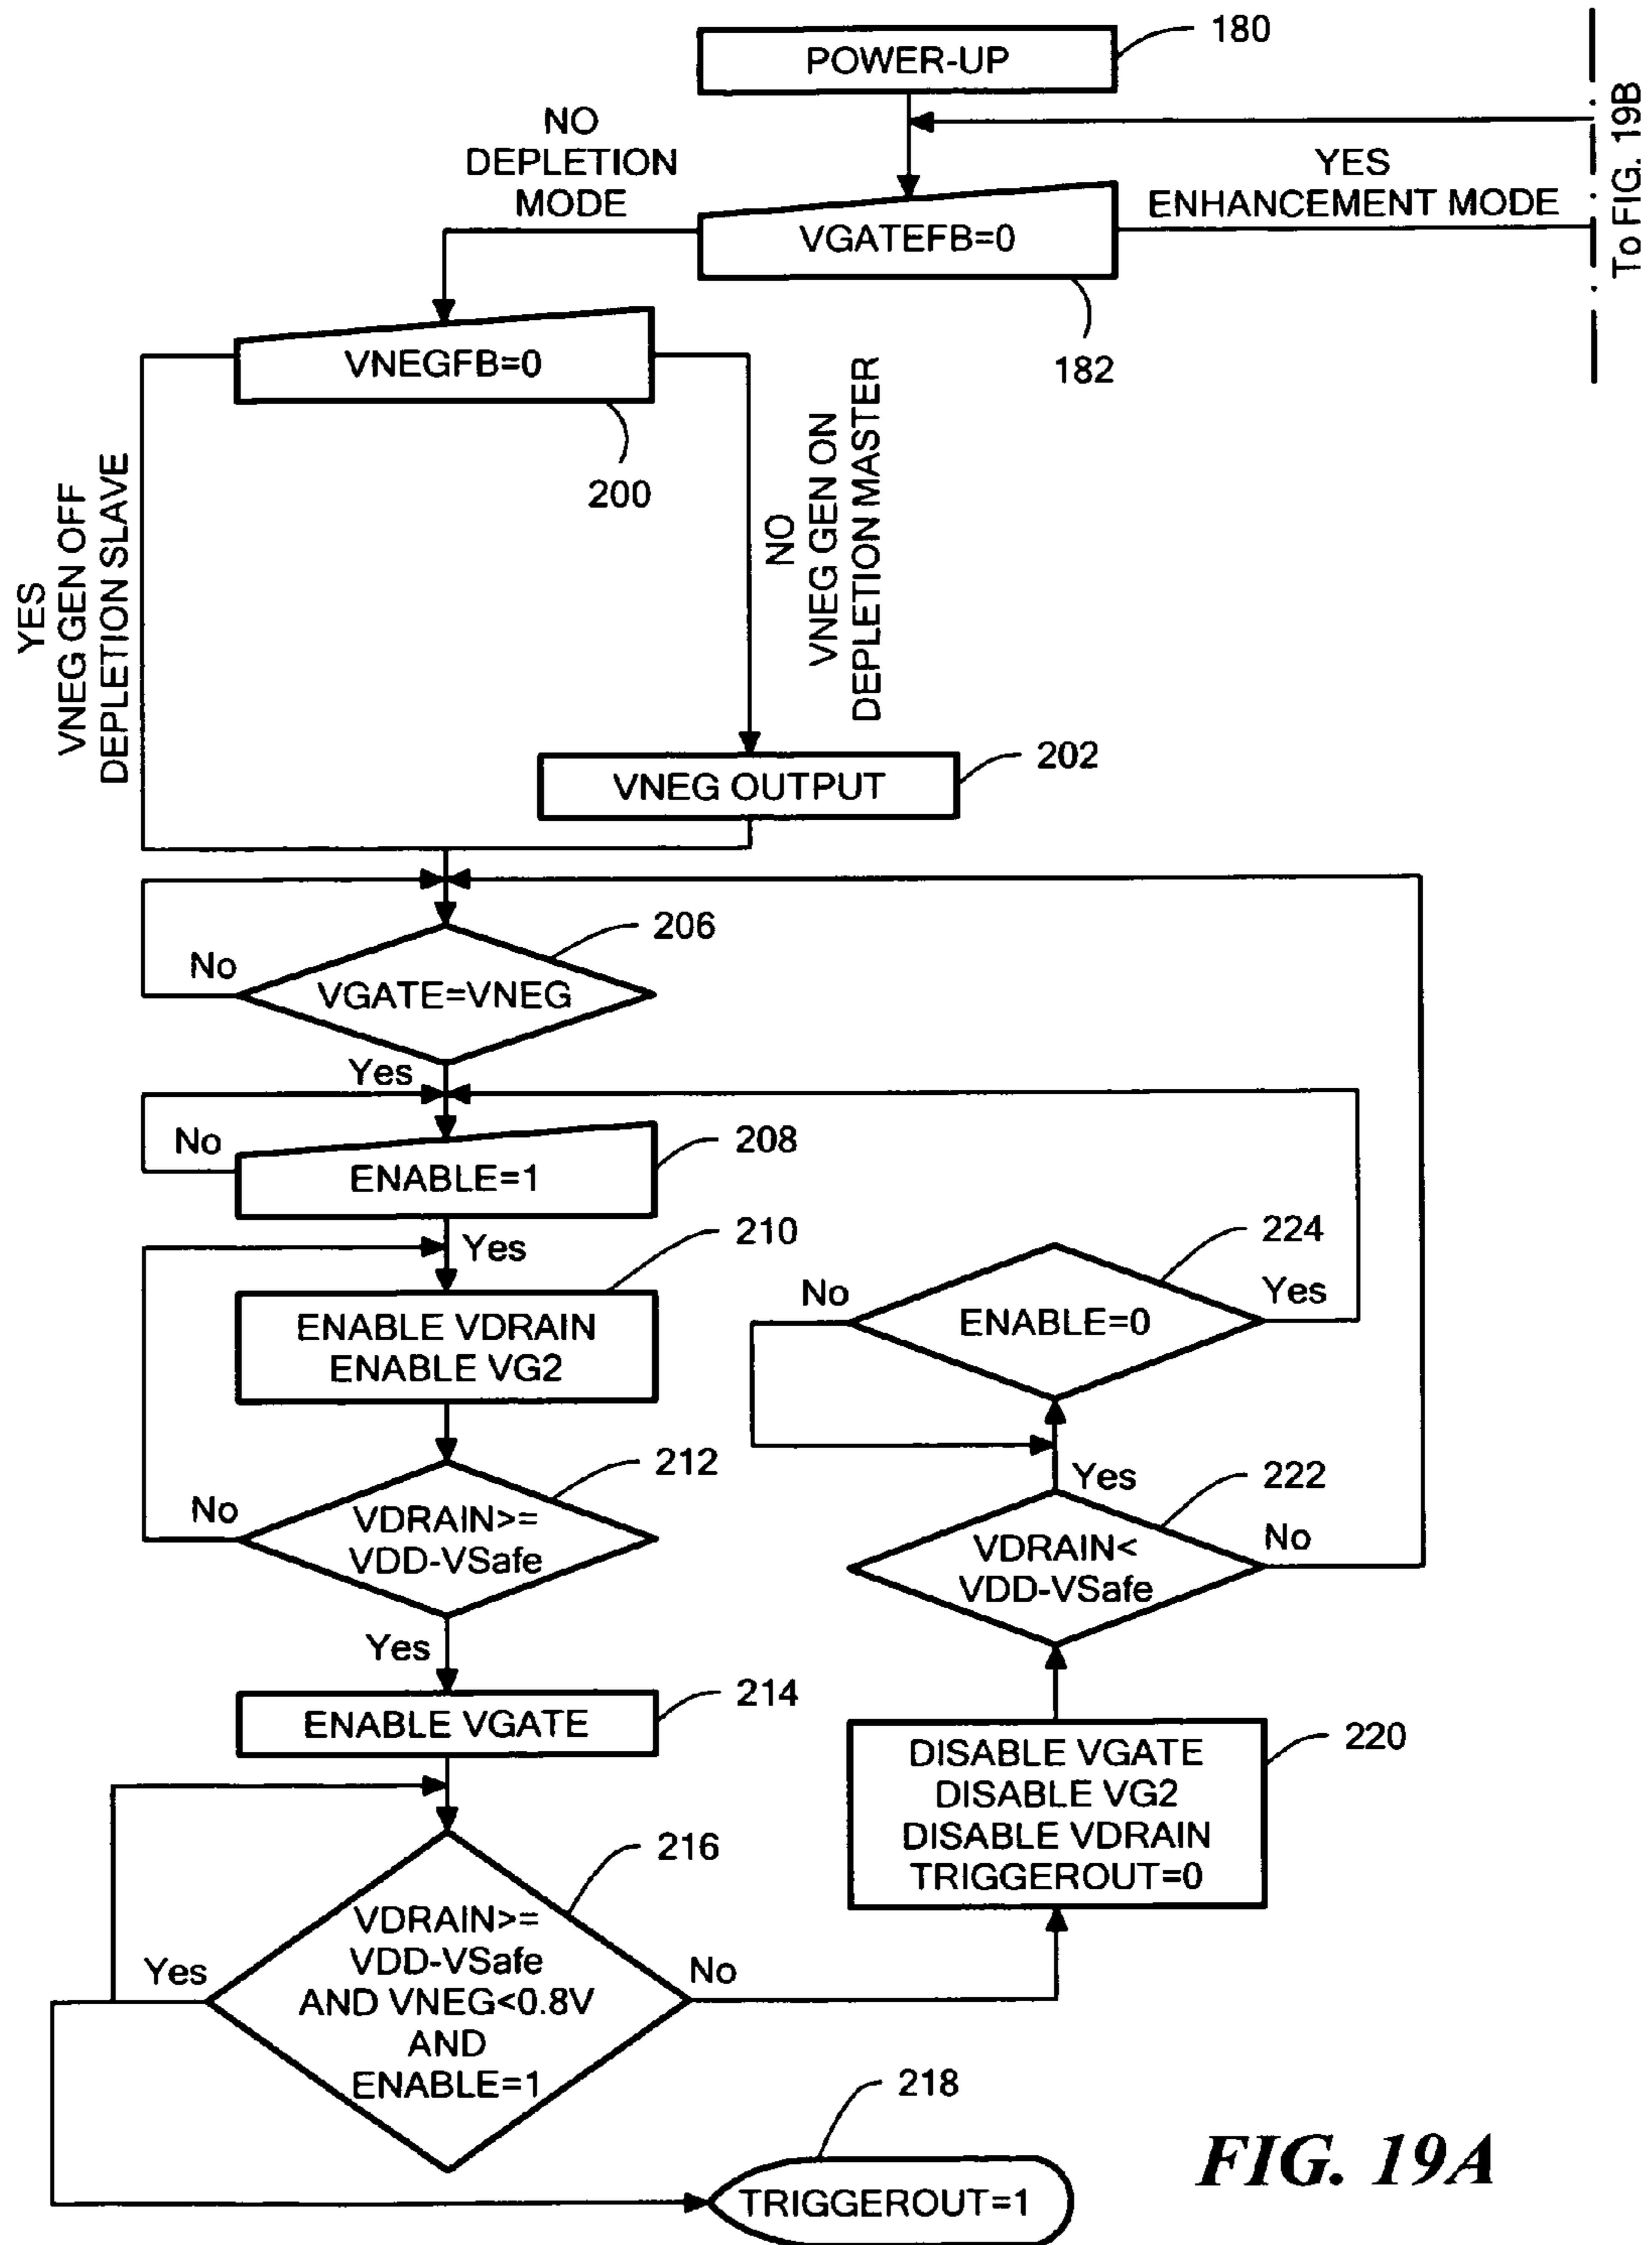 POWER-UP
180
To FIG. 19B
NO
DEPLETION
MODE
YES
ENHANCEMENT MODE
VGATEFB=0
182
VNEGFB=0
200
YES
VNEG GEN OFF
DEPLETION SLAVE
NO
VNEG GEN ON
DEPLETION MASTER
VNEG OUTPUT
202
206
No
VGATE=VNEG
Yes
No
208
ENABLE=1
Yes
210
ENABLE VDRAIN
ENABLE VG2
212
No
VDRAIN>=
VDD-VSafe
Yes
ENABLE VGATE
214
216
VDRAIN>=
VDD-VSafe
AND VNEG<0.8V
AND
ENABLE=1
Yes
No
218
TRIGGEROUT=1
DISABLE VGATE
DISABLE VG2
DISABLE VDRAIN
TRIGGEROUT=0
220
222
VDRAIN<
VDD-VSafe
No
Yes
224
No
ENABLE=0
Yes
FIG. 19A